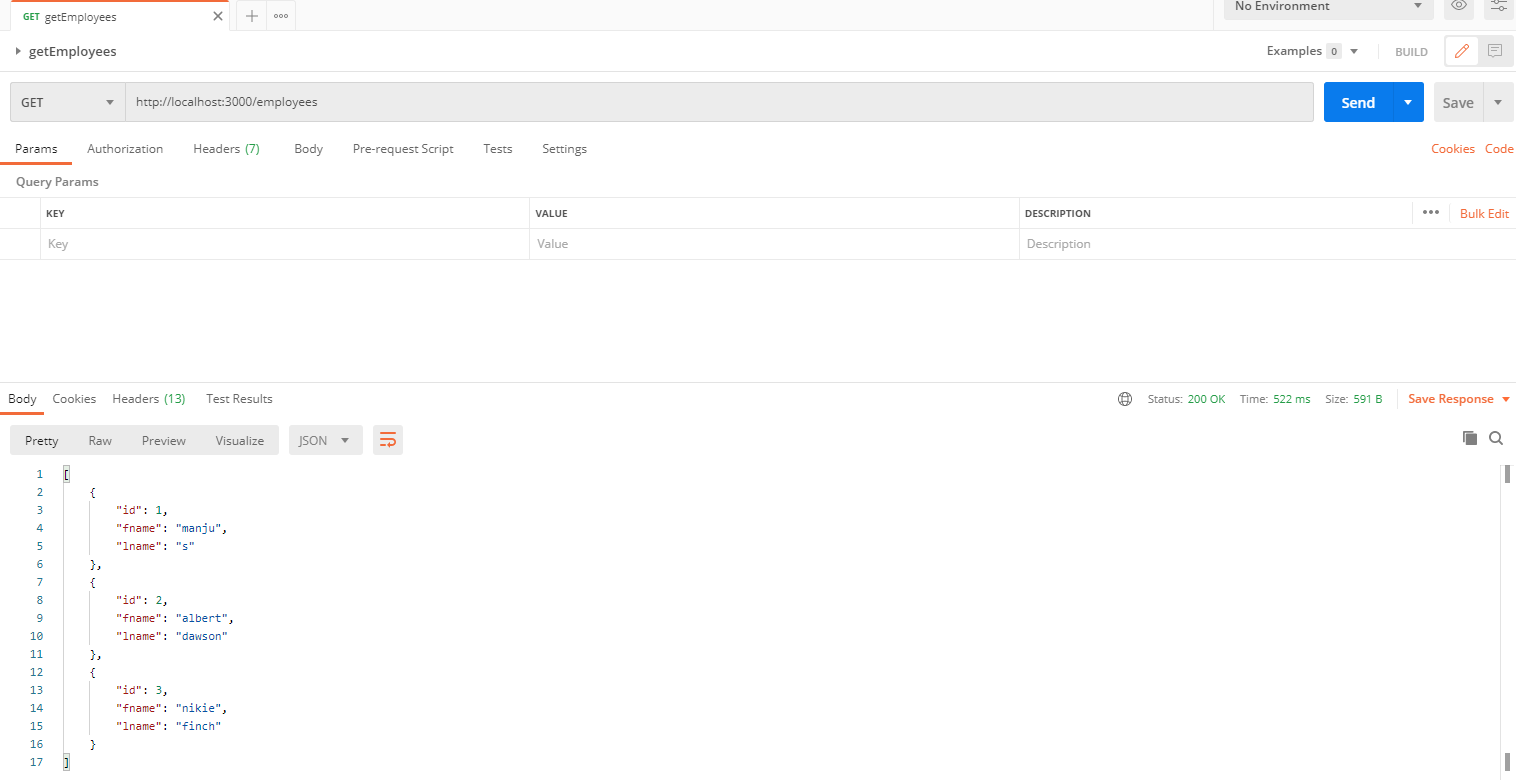 GET getEmployees
No Environment
getEmployees
Examples 0
BUILD
GET
http://localhost:3000/employees
Send
Save
Params
Authorization
Headers (7)
Body
Pre-request Script
Tests
Settings
Cookies
Code
Query Params
KEY
VALUE
DESCRIPTION
Bulk Edit
Key
Value
Description
Body
Cookies
Headers (13)
Test Results
Status: 200 OK
Time: 522 ms
Size: 591 B
Save Response
Pretty
Raw
Preview
Visualize
JSON
1 [
2 {
3 "id": 1,
4 "fname": "manju",
5 "lname": "s"
6 },
7 {
8 "id": 2,
9 "fname": "albert",
10 "lname": "dawson"
11 },
12 {
13 "id": 3,
14 "fname": "nikie",
15 "lname": "finch"
16 }
17 ]